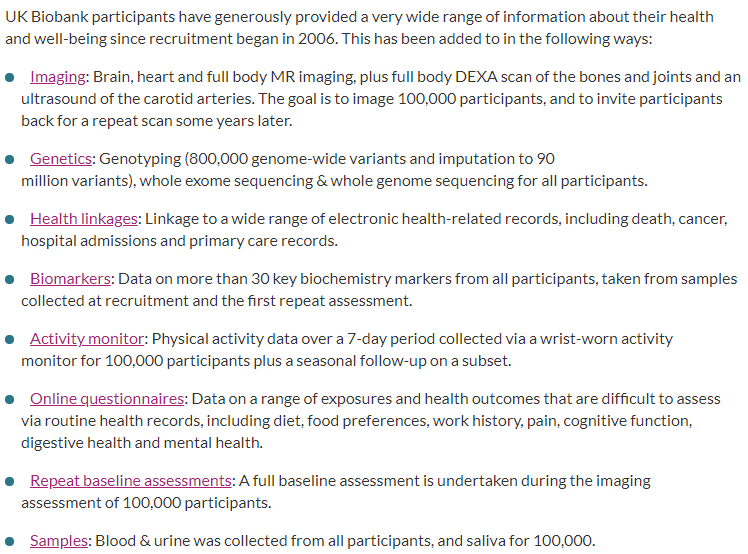 UK Biobank participants have generously provided a very wide range of information about their health
and well-being since recruitment began in 2006. This has been added to in the following ways:
Imaging: Brain, heart and full body MR imaging, plus full body DEXA scan of the bones and joints and an
ultrasound of the carotid arteries. The goal is to image 100,000 participants, and to invite participants
back for a repeat scan some years later.
Genetics: Genotyping (800,000 genome-wide variants and imputation to 90
million variants), whole exome sequencing & whole genome sequencing for all participants.
Health linkages: Linkage to a wide range of electronic health-related records, including death, cancer,
hospital admissions and primary care records.
Biomarkers: Data on more than 30 key biochemistry markers from all participants, taken from samples
collected at recruitment and the first repeat assessment.
Activity monitor: Physical activity data over a 7-day period collected via a wrist-worn activity
monitor for 100,000 participants plus a seasonal follow-up on a subset.
Online questionnaires: Data on a range of exposures and health outcomes that are difficult to assess
via routine health records, including diet, food preferences, work history, pain, cognitive function,
digestive health and mental health.
Repeat baseline assessments: A full baseline assessment is undertaken during the imaging
assessment of 100,000 participants.
Samples: Blood & urine was collected from all participants, and saliva for 100,000.